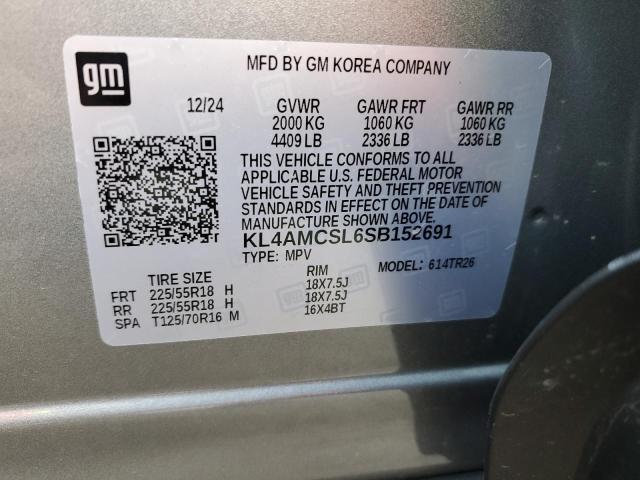 gm
MFD BY GM KOREA COMPANY
12/24 GVWR GAWR FRT GAWR RR
2000 KG 1060 KG 1060 KG
4409 LB 2336 LB 2336 LB
THIS VEHICLE CONFORMS TO ALL
APPLICABLE U.S. FEDERAL MOTOR
VEHICLE SAFETY AND THEFT PREVENTION
STANDARDS IN EFFECT ON THE DATE OF
MANUFACTURE SHOWN ABOVE.
KL4AMCSL6SB152691
TYPE: MPV MODEL: 614TR26
TIRE SIZE RIM
FRT 225/55R18 H 18X7.5J
RR 225/55R18 H 18X7.5J
SPA T125/70R16 M 16X4BT